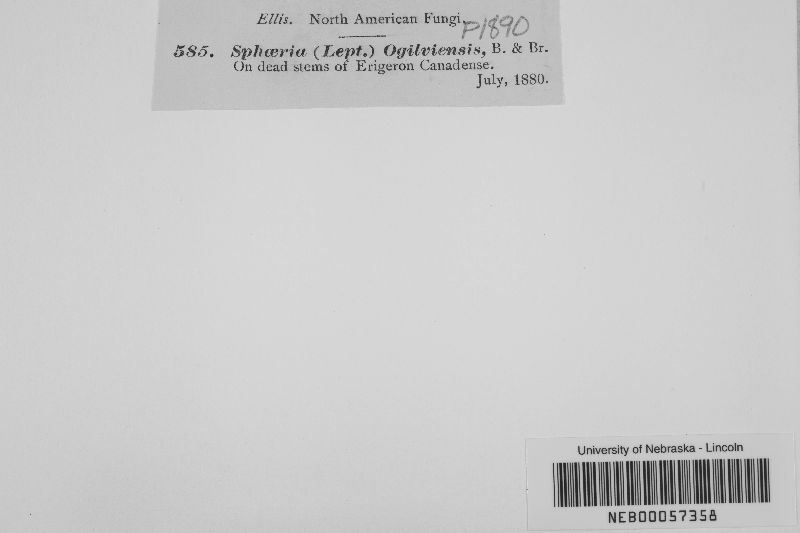 Ellis. North American Fungi.
P1890
585. Sphæria (Lept.) Ogilviensis, B. & Br.
On dead stems of Erigeron Canadense.
July, 1880.
University of Nebraska - Lincoln
NEB00057358